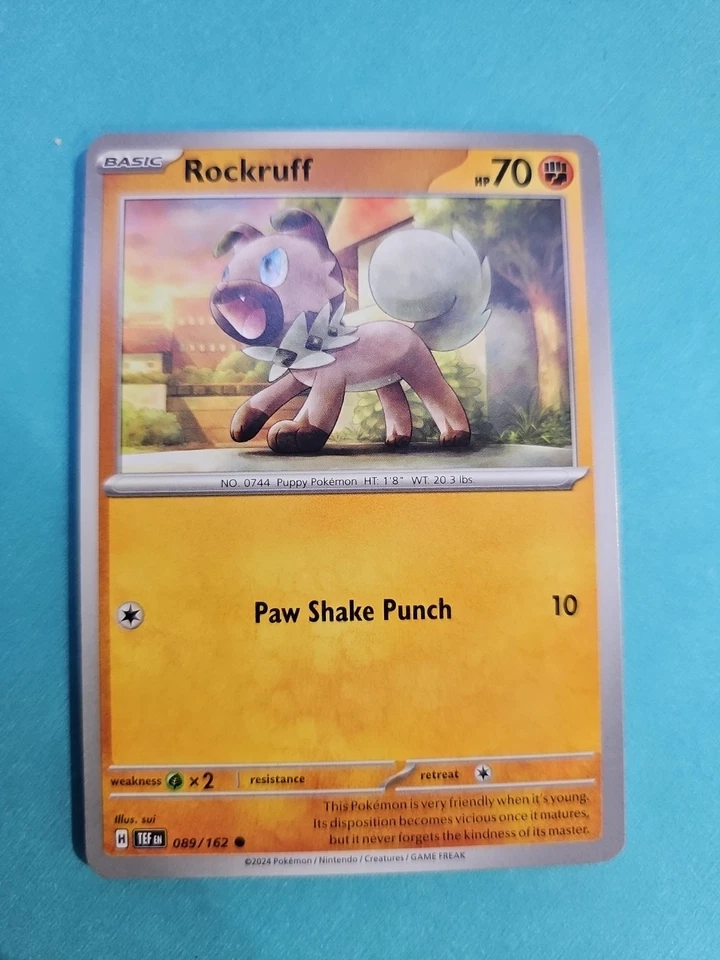 BASIC Rockruff HP 70
NO. 0744 Puppy Pokémon HT: 1'8" WT: 20.3 lbs
Paw Shake Punch 10
weakness ×2 resistance retreat
Illus. sui
This Pokémon is very friendly when it's young.
Its disposition becomes vicious once it matures,
but it never forgets the kindness of its master.
H TEF EN 089/162
©2024 Pokémon / Nintendo / Creatures / GAME FREAK